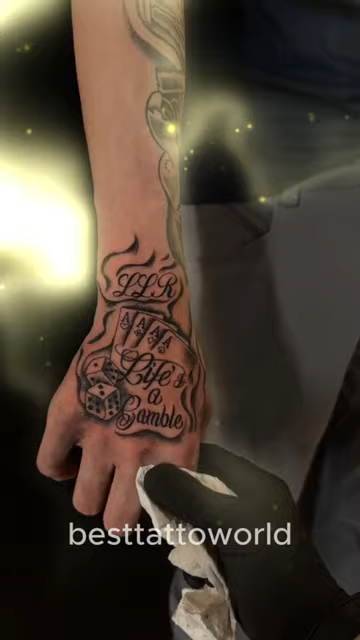 LLR
A A A A
Life's
a
Gamble
besttattoworld